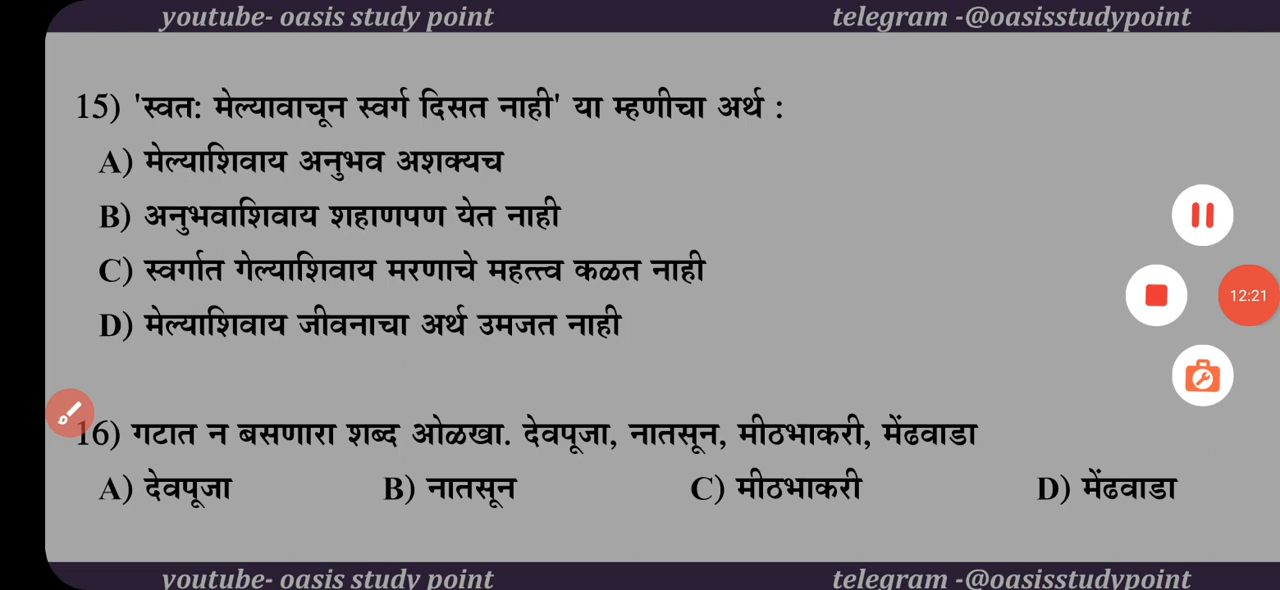 youtube- oasis study point telegram -@oasisstudypoint
15) 'स्वत: मेल्यावाचून स्वर्ग दिसत नाही' या म्हणीचा अर्थ :
A) मेल्याशिवाय अनुभव अशक्यच
B) अनुभवाशिवाय शहाणपण येत नाही
C) स्वर्गात गेल्याशिवाय मरणाचे महत्त्व कळत नाही
D) मेल्याशिवाय जीवनाचा अर्थ उमजत नाही
12:21
16) गटात न बसणारा शब्द ओळखा. देवपूजा, नातसून, मीठभाकरी, मेंढवाडा
A) देवपूजा B) नातसून C) मीठभाकरी D) मेंढवाडा
youtube- oasis study point telegram -@oasisstudypoint